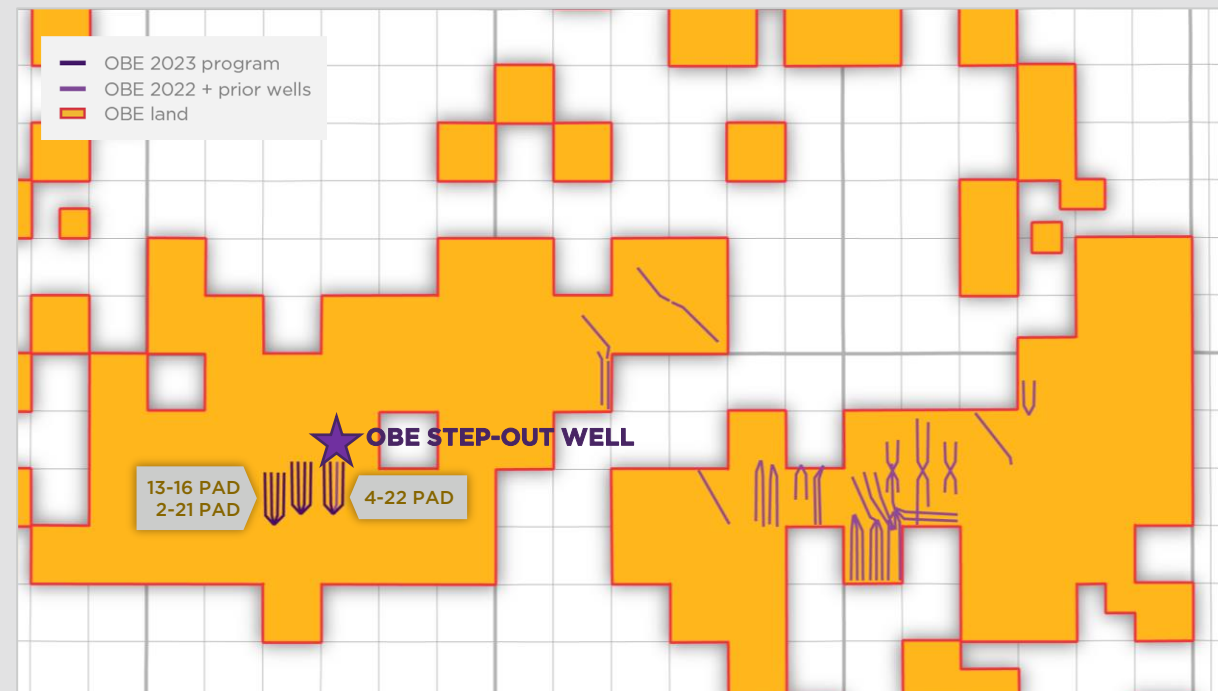 OBE 2023 program
OBE 2022 + prior wells
OBE land
OBE STEP-OUT WELL
13-16 PAD
2-21 PAD
4-22 PAD